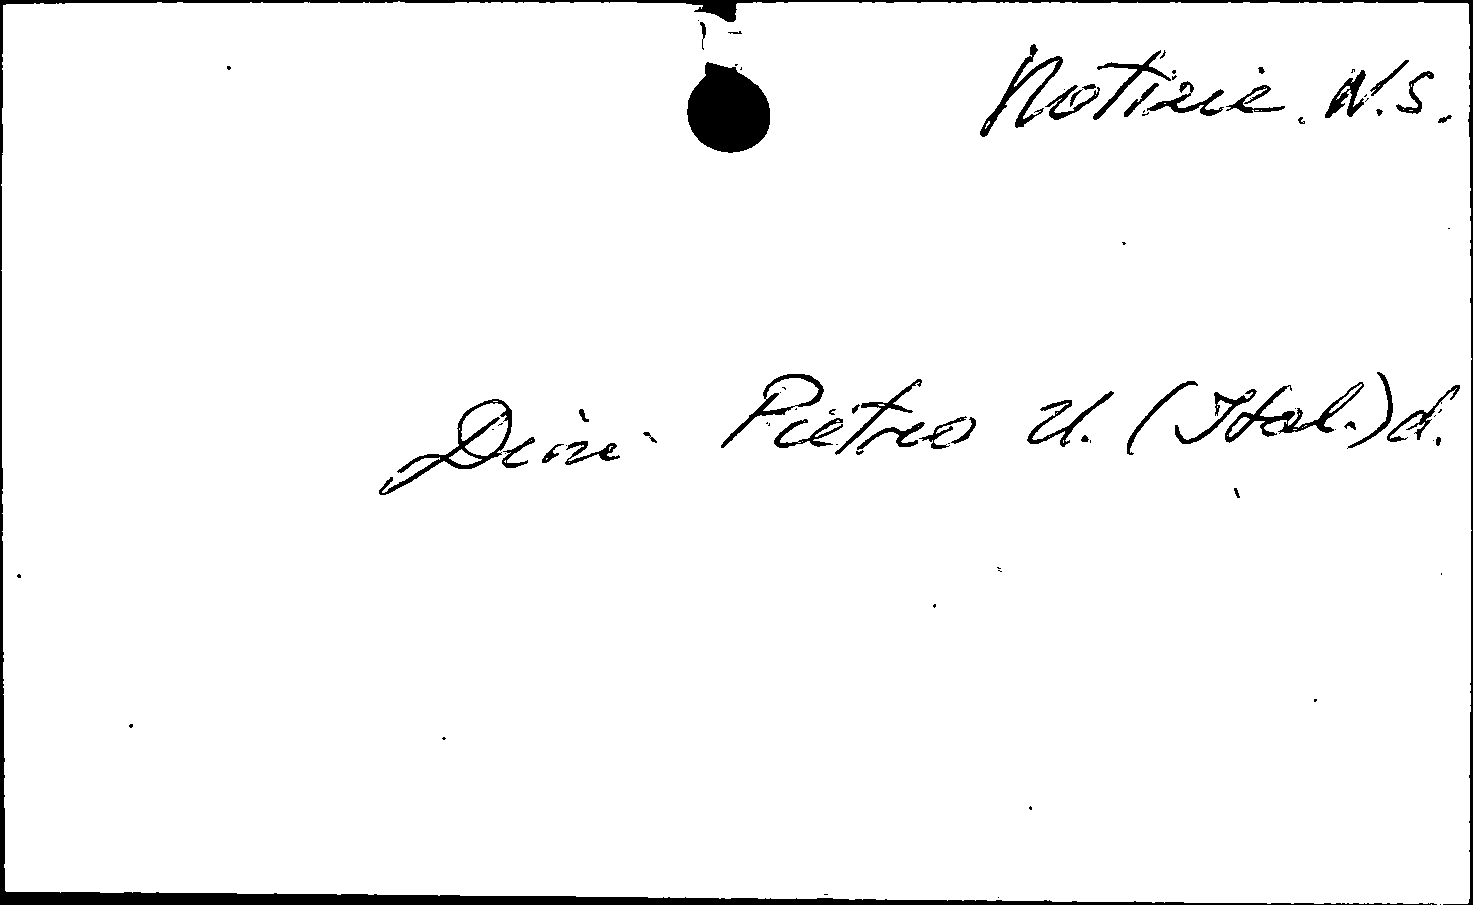 Notizie. N.S.
Dini Pietro U. (Ital.) d.